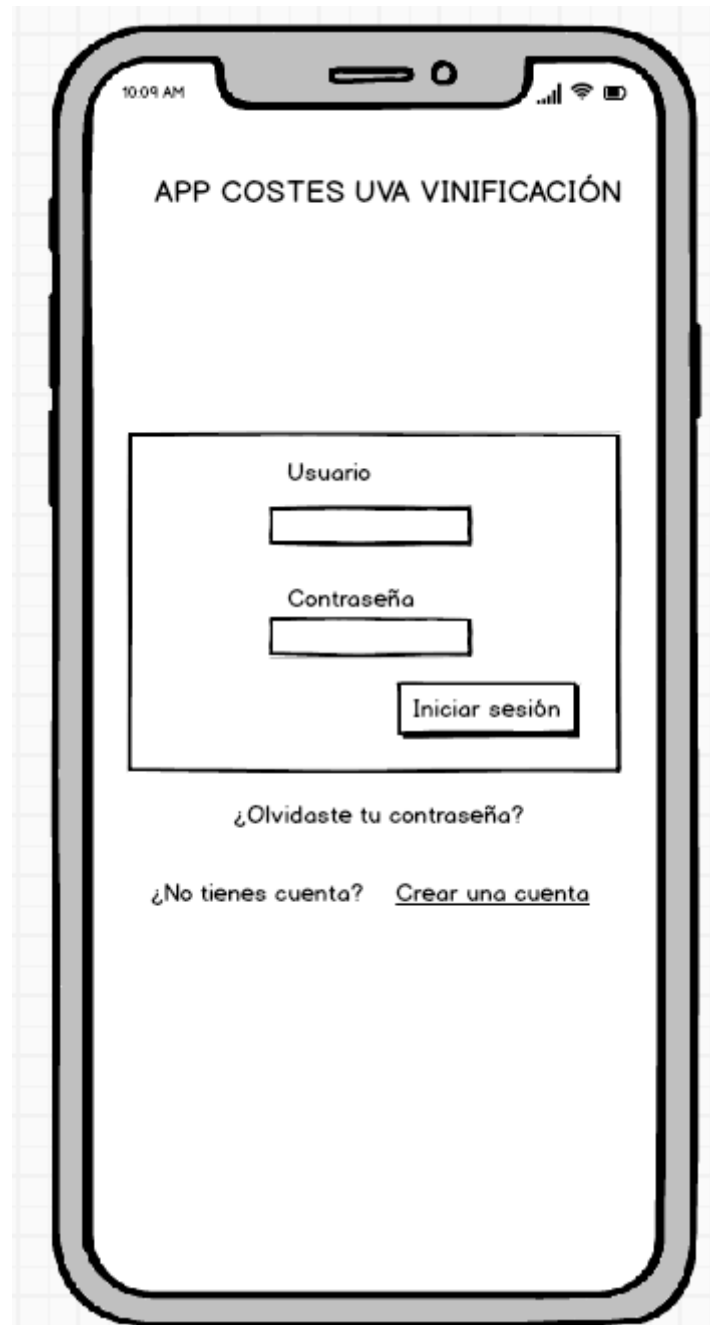 10:09 AM
APP COSTES UVA VINIFICACIÓN
Usuario
Contraseña
Iniciar sesión
¿Olvidaste tu contraseña?
¿No tienes cuenta? Crear una cuenta